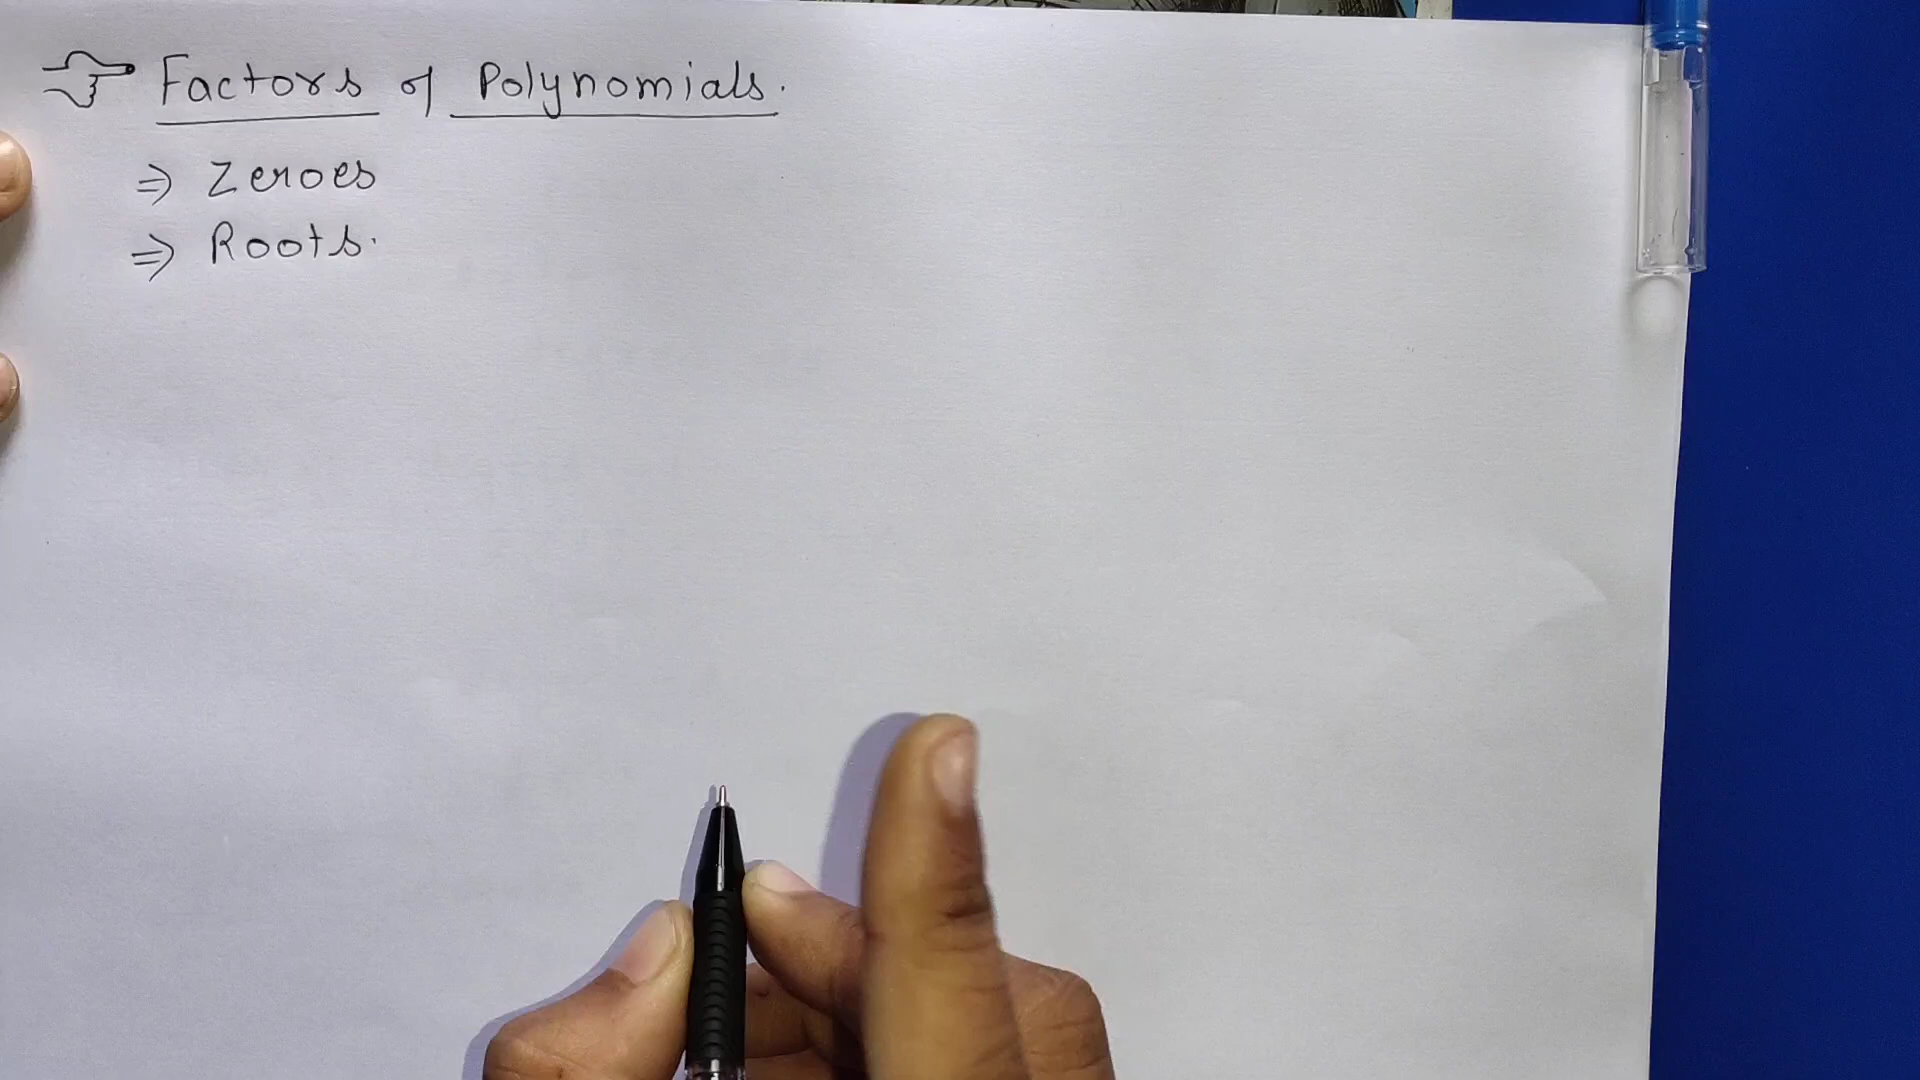 Factors of Polynomials.
⇒ Zeroes
⇒ Roots.